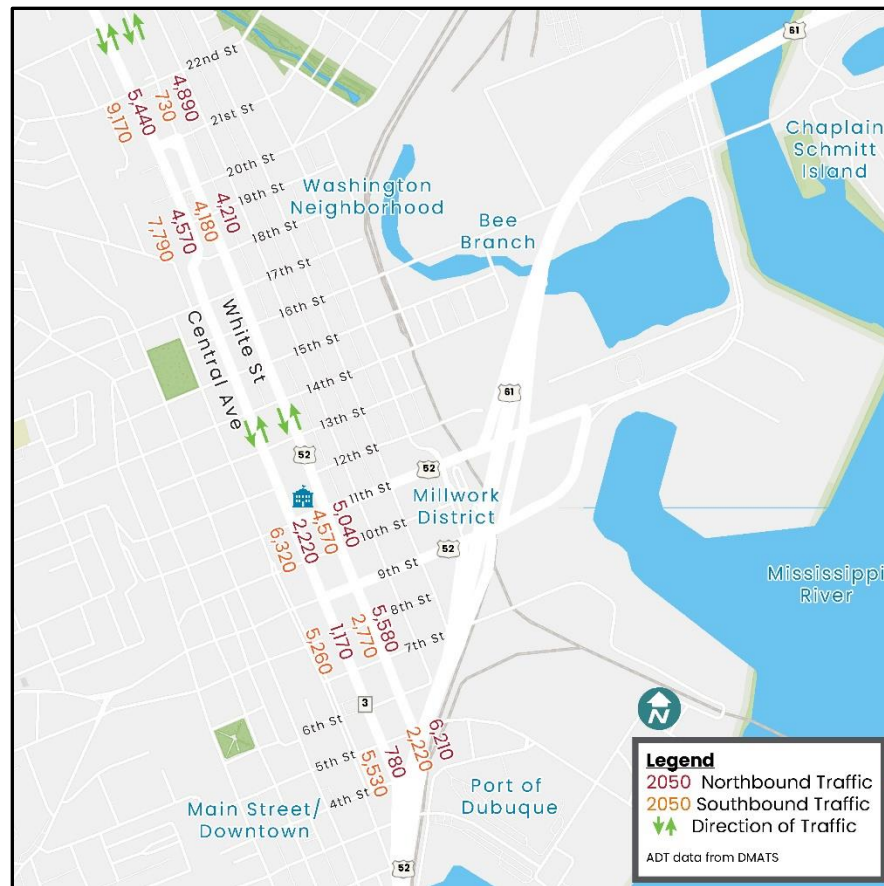 61
22nd St
4,890
730
5,440
9,170
21st St
Chaplain
Schmitt
Island
20th St
19th St
Washington
Neighborhood
4,210
4,180
4,570
7,790
18th St
Bee
Branch
17th St
16th St
White St
Central Ave
15th St
14th St
61
13th St
52
12th St
52
11th St
Millwork
District
5,040
4,570
2,220
6,320
10th St
52
9th St
Mississippi
River
8th St
5,580
2,770
1,170
5,260
7th St
3
N
6th St
6,210
2,220
780
5,530
5th St
4th St
Port of
Dubuque
Main Street/
Downtown
52
Legend
2050 Northbound Traffic
2050 Southbound Traffic
Direction of Traffic
ADT data from DMATS